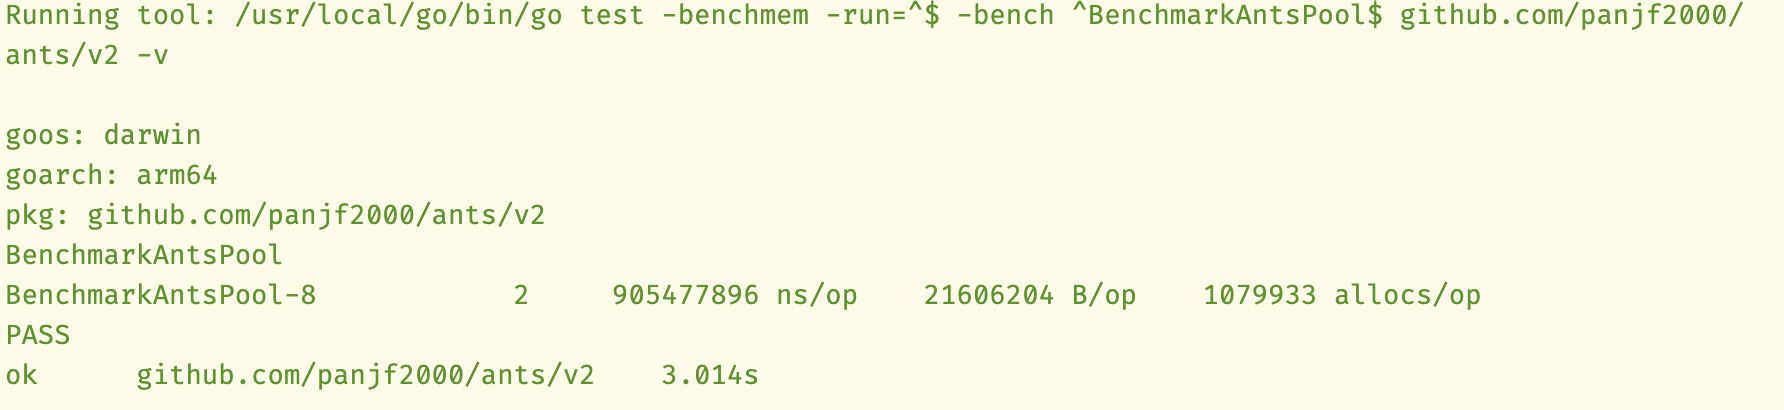 Running tool: /usr/local/go/bin/go test -benchmem -run=^$ -bench ^BenchmarkAntsPool$ github.com/panjf2000/
ants/v2 -v
goos: darwin
goarch: arm64
pkg: github.com/panjf2000/ants/v2
BenchmarkAntsPool
BenchmarkAntsPool-8 2 905477896 ns/op 21606204 B/op 1079933 allocs/op
PASS
ok github.com/panjf2000/ants/v2 3.014s